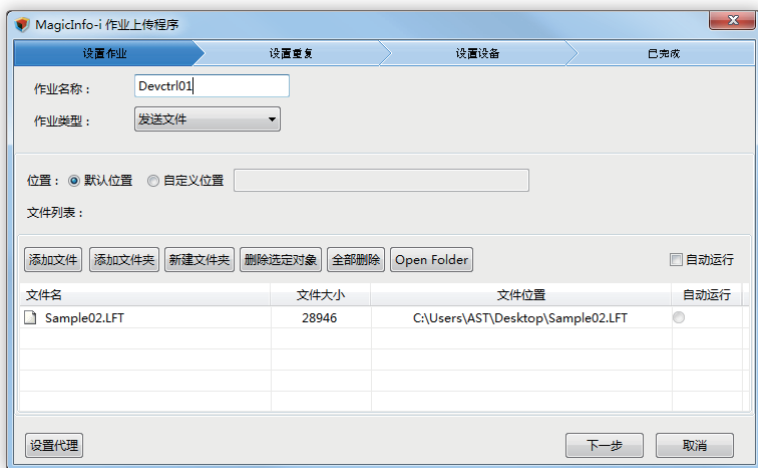 MagicInfo-i 作业上传程序
设置作业 设置重复 设置设备 已完成
作业名称： Devctrl01
作业类型： 发送文件
位置： 默认位置 自定义位置
文件列表：
添加文件 添加文件夹 新建文件夹 删除选定对象 全部删除 Open Folder 自动运行
文件名 文件大小 文件位置 自动运行
Sample02.LFT 28946 C:\Users\AST\Desktop\Sample02.LFT
设置代理 下一步 取消